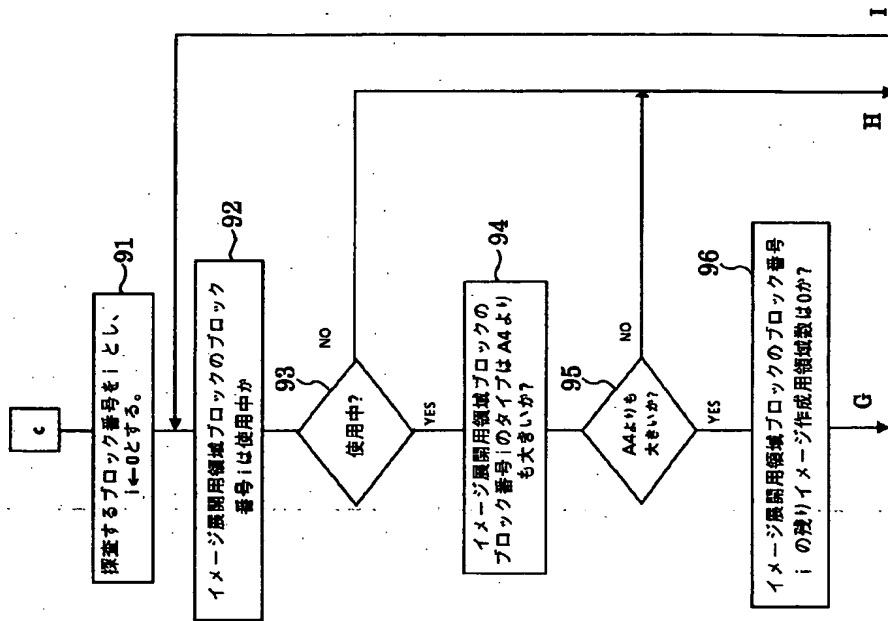 c
91
探査するブロック番号を i とし、
i←0とする。
92
イメージ展開用領域ブロックのブロック
番号 i は使用中か
93
使用中?
NO
YES
94
イメージ展開用領域ブロックの
ブロック番号 i のタイプは A4 より
も大きいか?
95
A4よりも
大きいか?
NO
YES
96
イメージ展開用領域ブロックのブロック番号
i の残りイメージ作成用領域数は0か?
G
H
I